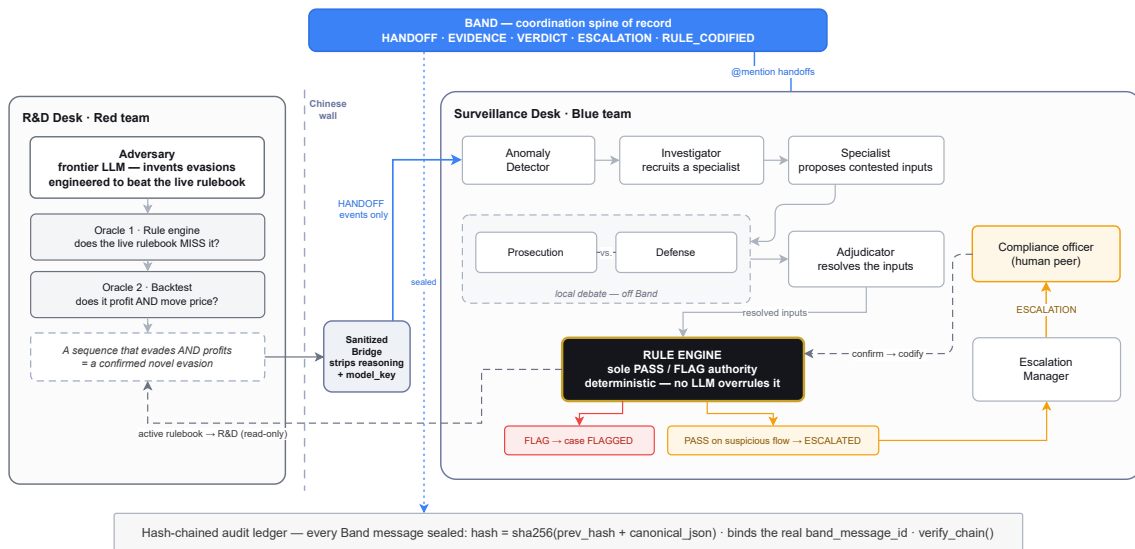 BAND — coordination spine of record
HANDOFF · EVIDENCE · VERDICT · ESCALATION · RULE_CODIFIED
@mention handoffs
R&D Desk · Red team
Adversary
frontier LLM — invents evasions
engineered to beat the live rulebook
Oracle 1 · Rule engine
does the live rulebook MISS it?
Oracle 2 · Backtest
does it profit AND move price?
A sequence that evades AND profits
= a confirmed novel evasion
active rulebook → R&D (read-only)
Chinese
wall
Sanitized
Bridge
strips reasoning
+ model_key
HANDOFF
events only
sealed
Surveillance Desk · Blue team
Anomaly
Detector
Investigator
recruits a specialist
Specialist
proposes contested inputs
Prosecution
vs.
Defense
local debate — off Band
Adjudicator
resolves the inputs
resolved inputs
RULE ENGINE
sole PASS / FLAG authority
deterministic — no LLM overrules it
FLAG → case FLAGGED
PASS on suspicious flow → ESCALATED
Compliance officer
(human peer)
ESCALATION
confirm → codify
Escalation
Manager
Hash-chained audit ledger — every Band message sealed: hash = sha256(prev_hash + canonical_json) · binds the real band_message_id · verify_chain()